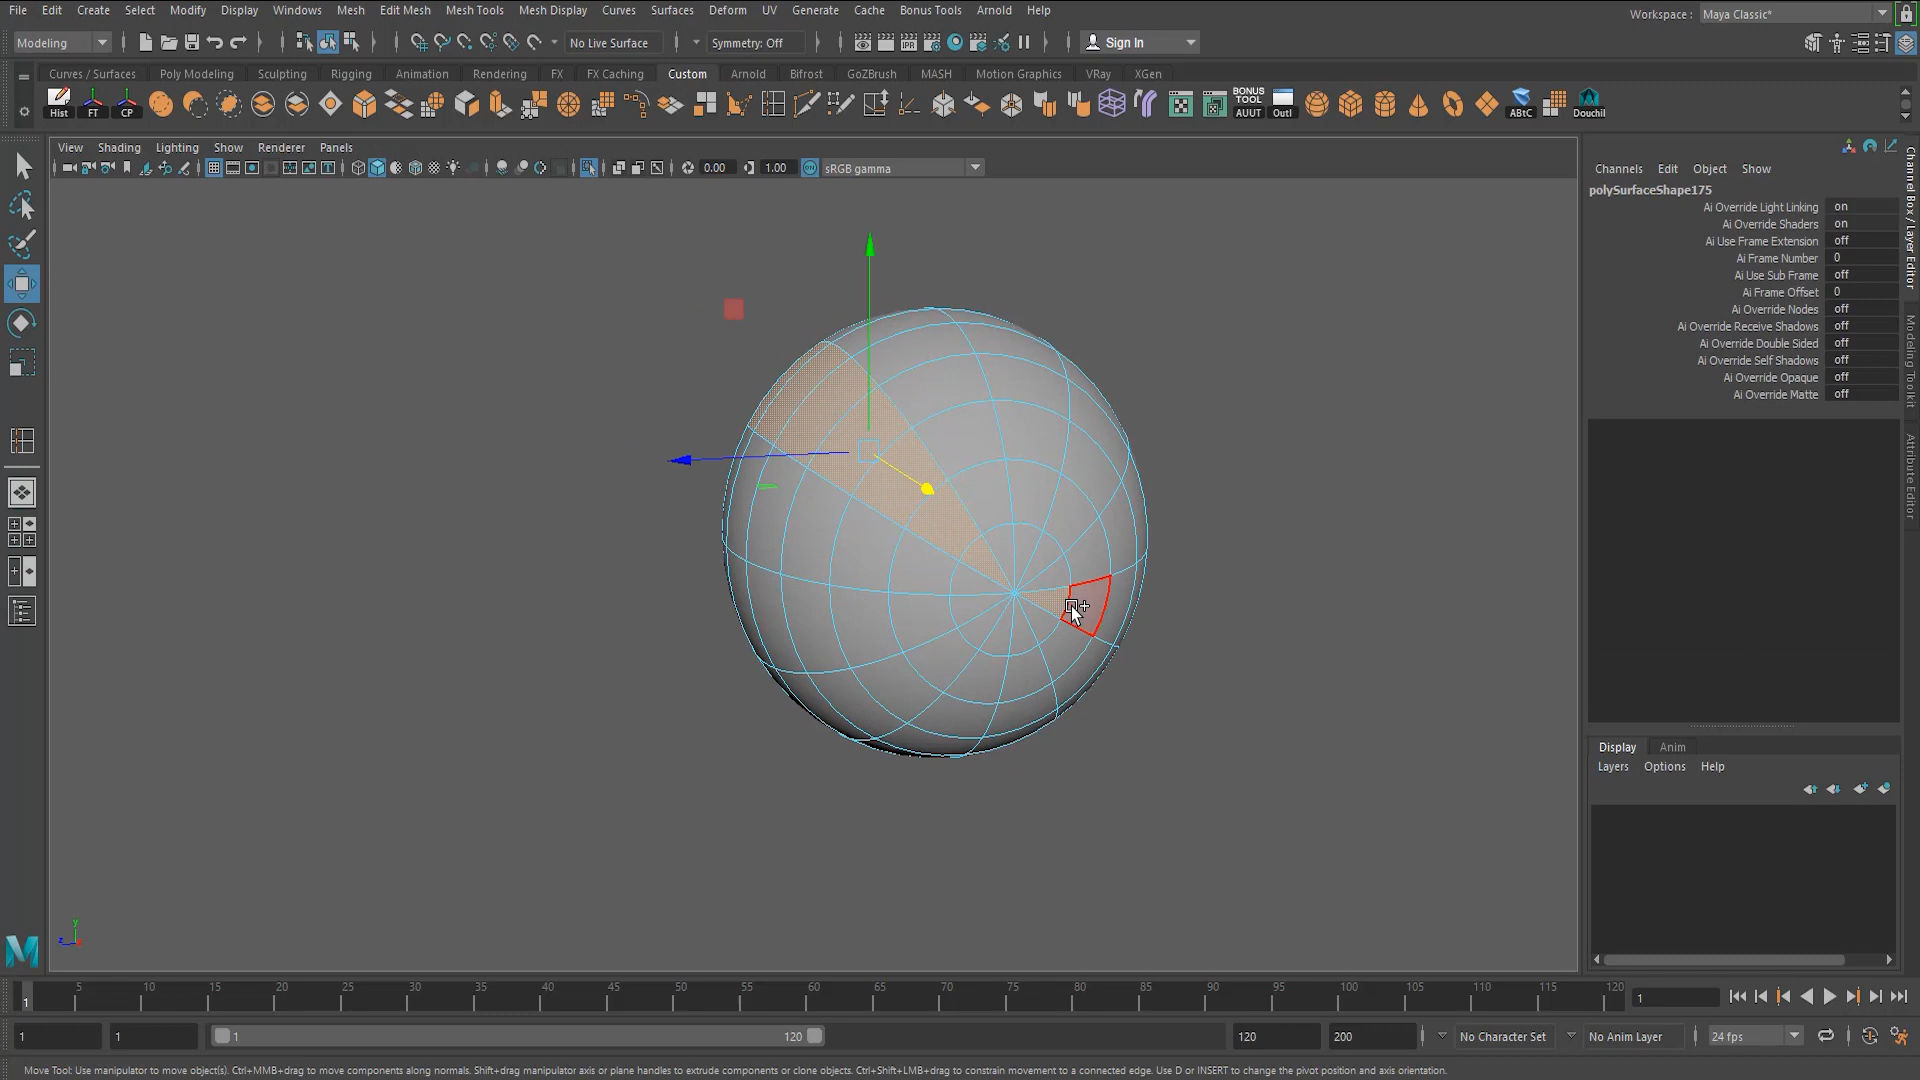 File Edit Create Select Modify Display Windows Mesh Edit Mesh Mesh Tools Mesh Display Curves Surfaces Deform UV Generate Cache Bonus Tools Arnold Help
Workspace : Maya Classic*
Modeling
No Live Surface
Symmetry: Off
Sign In
Curves / Surfaces Poly Modeling Sculpting Rigging Animation Rendering FX FX Caching Custom Arnold Bifrost GoZBrush MASH Motion Graphics VRay XGen
Hist FT CP IPR BONUS TOOL AUUT Outl ABtC Douchil
View Shading Lighting Show Renderer Panels
0.00 1.00 sRGB gamma
Channels Edit Object Show
polySurfaceShape175
Ai Override Light Linking on
Ai Override Shaders on
Ai Use Frame Extension off
Ai Frame Number 0
Ai Use Sub Frame off
Ai Frame Offset 0
Ai Override Nodes off
Ai Override Receive Shadows off
Ai Override Double Sided off
Ai Override Self Shadows off
Ai Override Opaque off
Ai Override Matte off
Channel Box / Layer Editor
Modeling Toolkit
Attribute Editor
Display Anim
Layers Options Help
y
z
5 10 15 20 25 30 35 40 45 50 55 60 65 70 75 80 85 90 95 100 105 110 115 120
1
1
1 1 1 120 120 200 No Character Set No Anim Layer 24 fps
Move Tool: Use manipulator to move object(s). Ctrl+MMB+drag to move components along normals. Shift+drag manipulator axis or plane handles to extrude components or clone objects. Ctrl+Shift+LMB+drag to constrain movement to a connected edge. Use D or INSERT to change the pivot position and axis orientation.